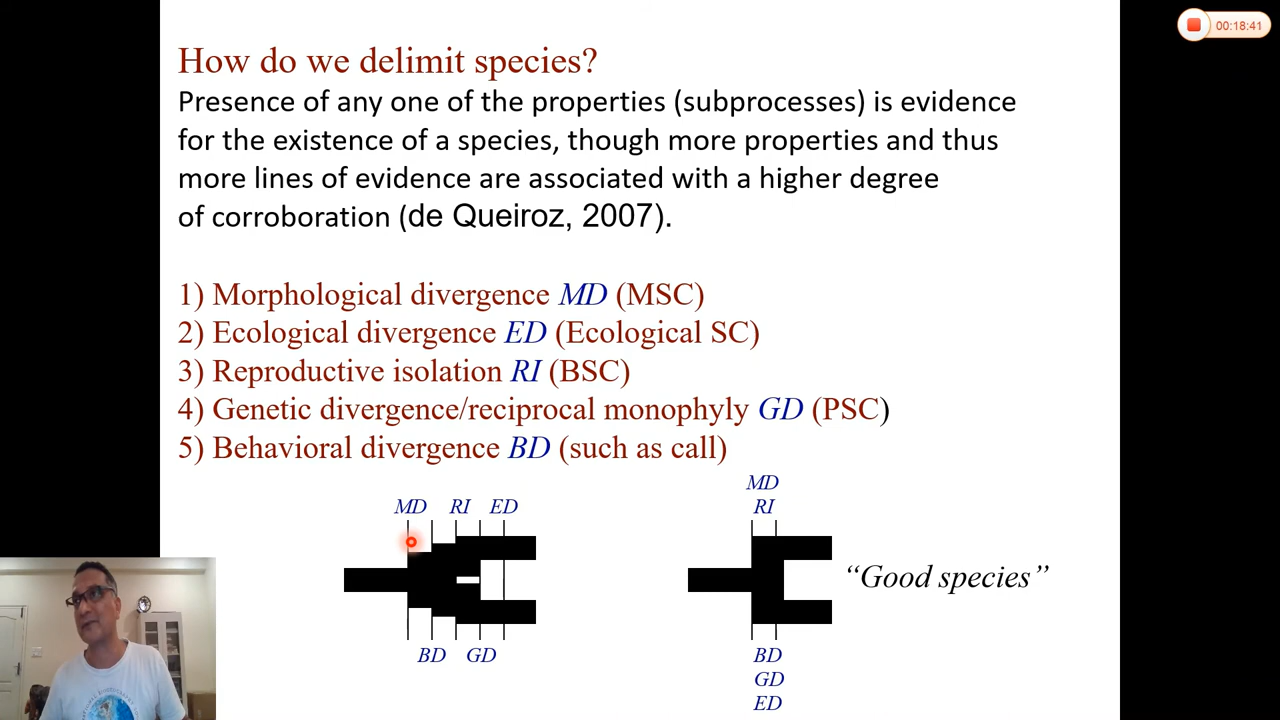 00:18:41
How do we delimit species?
Presence of any one of the properties (subprocesses) is evidence
for the existence of a species, though more properties and thus
more lines of evidence are associated with a higher degree
of corroboration (de Queiroz, 2007).
1) Morphological divergence MD (MSC)
2) Ecological divergence ED (Ecological SC)
3) Reproductive isolation RI (BSC)
4) Genetic divergence/reciprocal monophyly GD (PSC)
5) Behavioral divergence BD (such as call)
MD RI ED
BD GD
MD
RI
"Good species"
BD
GD
ED